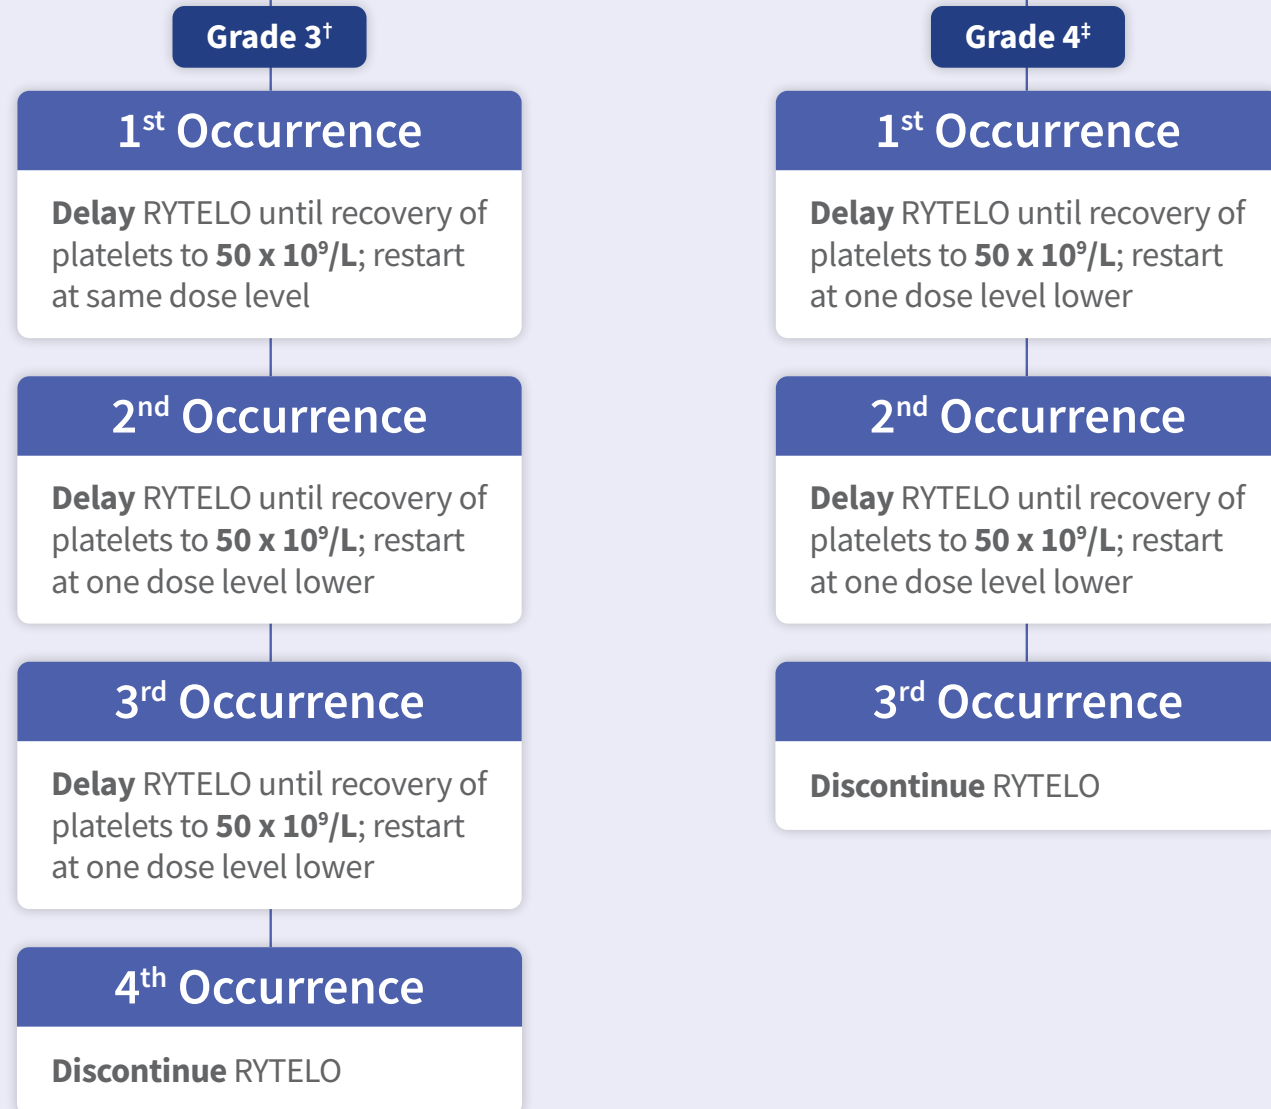 Grade 3†
1st Occurrence
Delay RYTELO until recovery of
platelets to 50 x 10⁹/L; restart
at same dose level
2nd Occurrence
Delay RYTELO until recovery of
platelets to 50 x 10⁹/L; restart
at one dose level lower
3rd Occurrence
Delay RYTELO until recovery of
platelets to 50 x 10⁹/L; restart
at one dose level lower
4th Occurrence
Discontinue RYTELO
Grade 4‡
1st Occurrence
Delay RYTELO until recovery of
platelets to 50 x 10⁹/L; restart
at one dose level lower
2nd Occurrence
Delay RYTELO until recovery of
platelets to 50 x 10⁹/L; restart
at one dose level lower
3rd Occurrence
Discontinue RYTELO